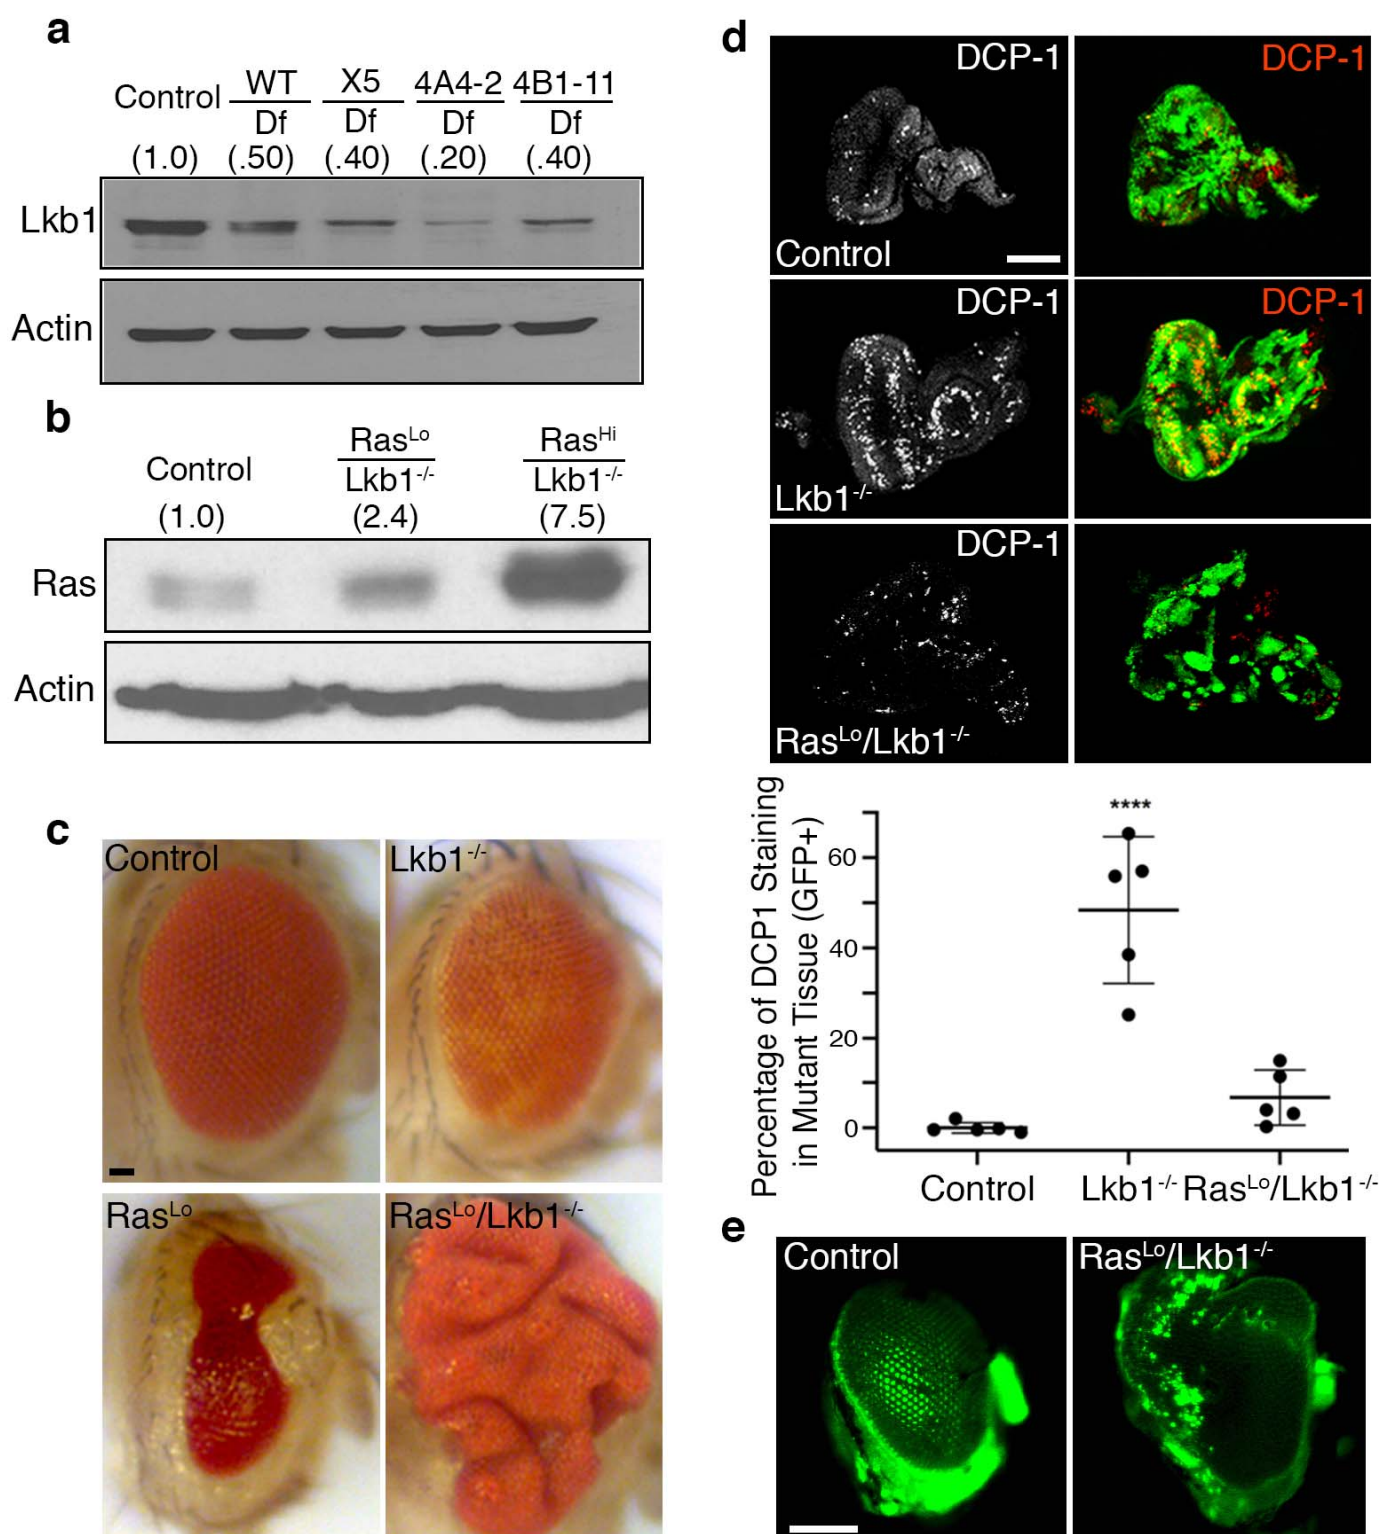 a
Control WT X5 4A4-2 4B1-11
Df Df Df Df
(1.0) (.50) (.40) (.20) (.40)
Lkb1
Actin
b
Control Ras^Lo Ras^Hi
Lkb1^-/- Lkb1^-/-
(1.0) (2.4) (7.5)
Ras
Actin
c
Control Lkb1^-/-
Ras^Lo Ras^Lo/Lkb1^-/-
d
DCP-1 DCP-1
Control
DCP-1 DCP-1
Lkb1^-/-
DCP-1
Ras^Lo/Lkb1^-/-
Percentage of DCP1 Staining
in Mutant Tissue (GFP+)
****
60
40
20
0
Control Lkb1^-/- Ras^Lo/Lkb1^-/-
e
Control Ras^Lo/Lkb1^-/-